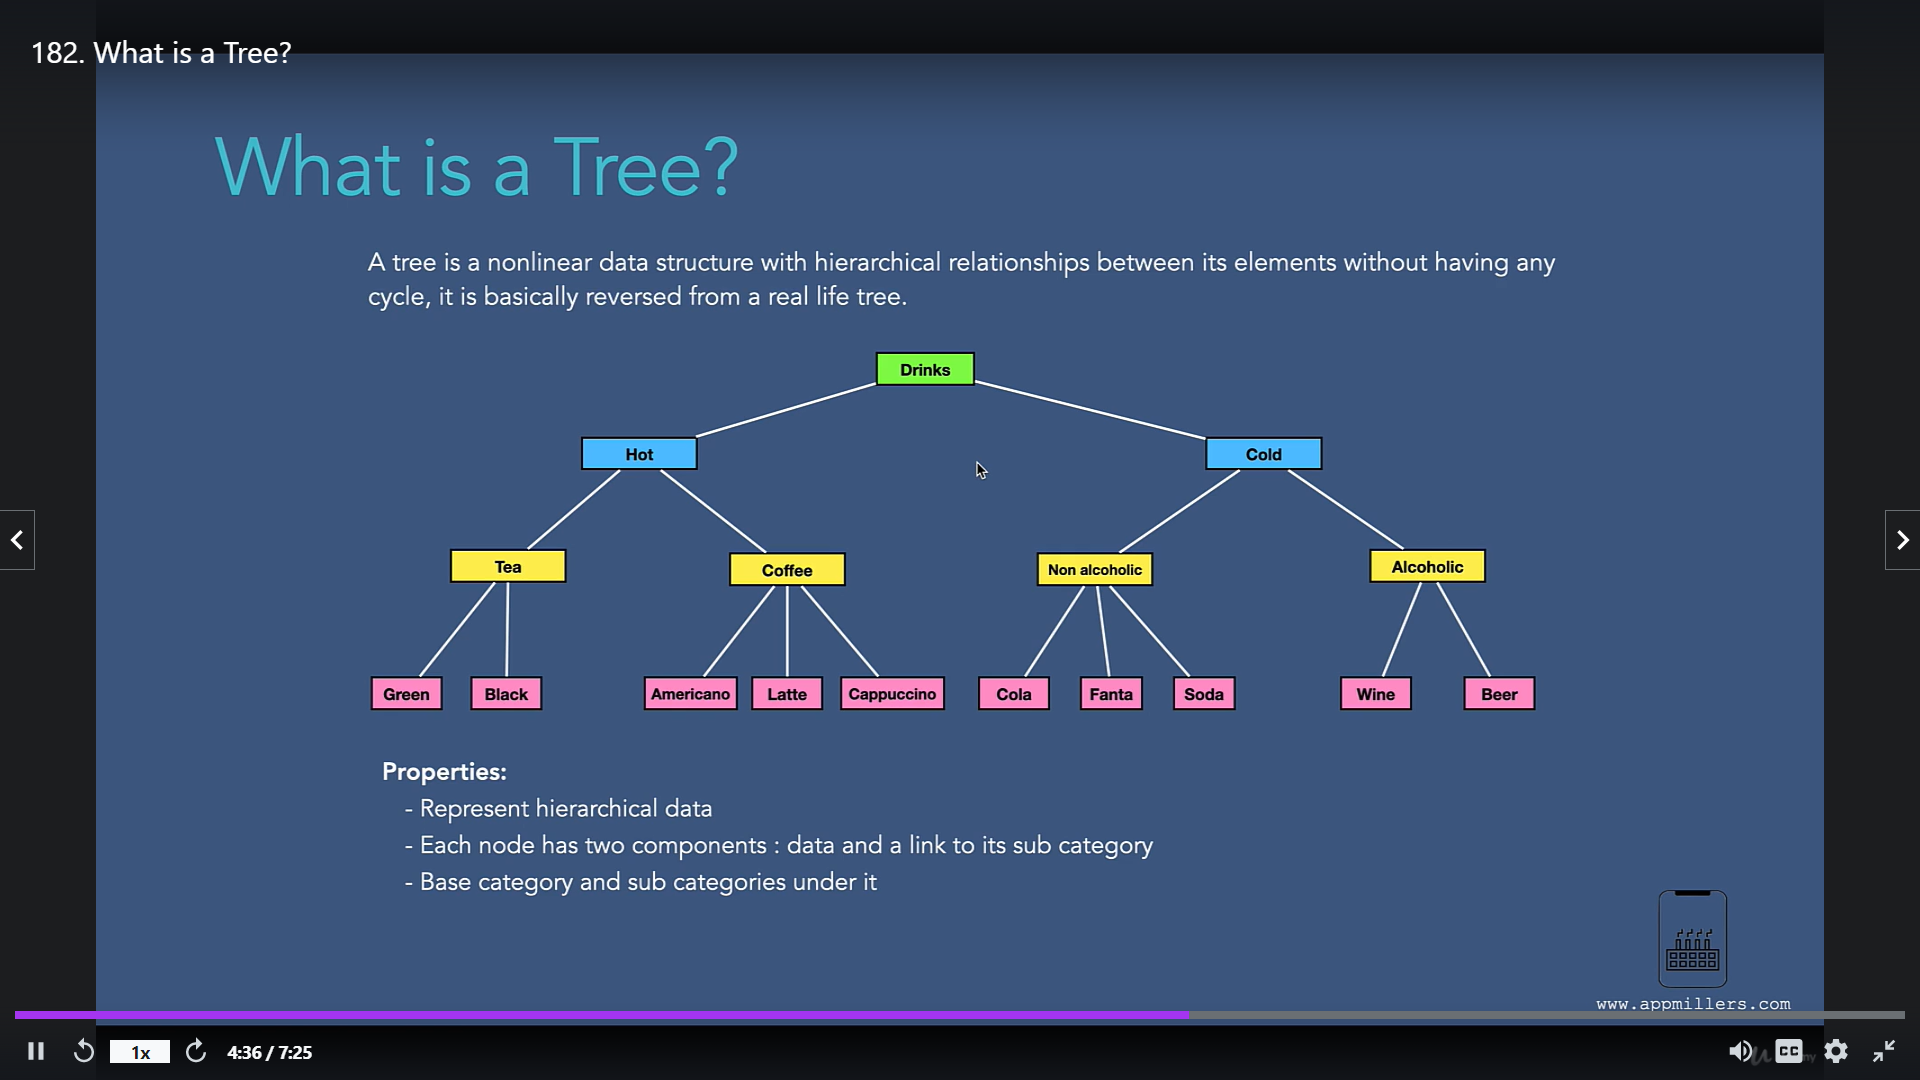 182. What is a Tree?
What is a Tree?
A tree is a nonlinear data structure with hierarchical relationships between its elements without having any
cycle, it is basically reversed from a real life tree.
Drinks
Hot
Cold
Tea
Coffee
Non alcoholic
Alcoholic
Green
Black
Americano
Latte
Cappuccino
Cola
Fanta
Soda
Wine
Beer
Properties:
- Represent hierarchical data
- Each node has two components : data and a link to its sub category
- Base category and sub categories under it
www.appmillers.com
1x
4:36 / 7:25
CC